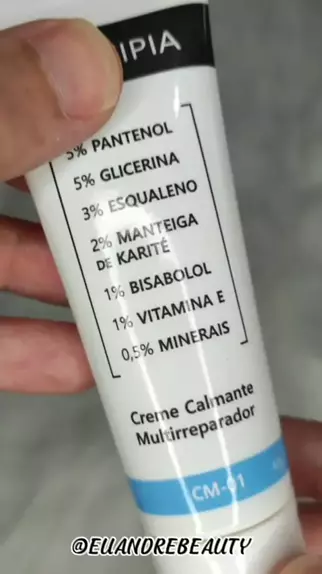 IPIA
5% PANTENOL
5% GLICERINA
3% ESQUALENO
2% MANTEIGA
DE KARITÉ
1% BISABOLOL
1% VITAMINA E
0,5% MINERAIS
Creme Calmante
Multirreparador
CM-01
@EUANDREBEAUTY